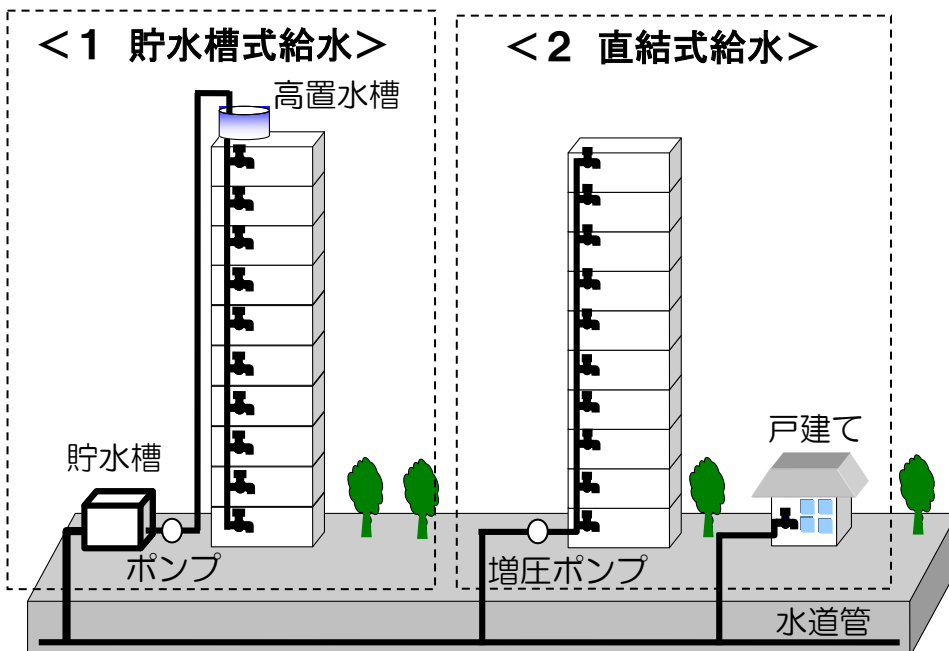 ＜１ 貯水槽式給水＞
高置水槽
貯水槽
ポンプ
＜２ 直結式給水＞
戸建て
増圧ポンプ
水道管